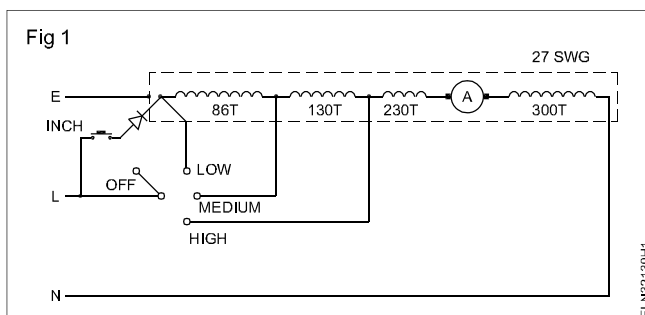 Fig 1
27 SWG
E
A
86T
130T
230T
300T
INCH
LOW
OFF
L
MEDIUM
HIGH
N